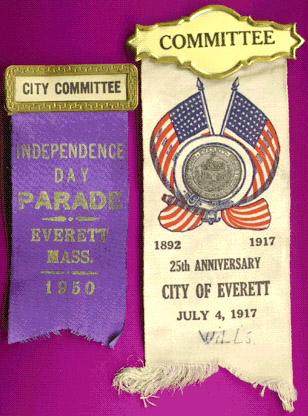 CITY COMMITTEE
INDEPENDENCE
DAY
PARADE
EVERETT
MASS.
1950
COMMITTEE
1892 1917
25th ANNIVERSARY
CITY OF EVERETT
JULY 4, 1917
Wills.